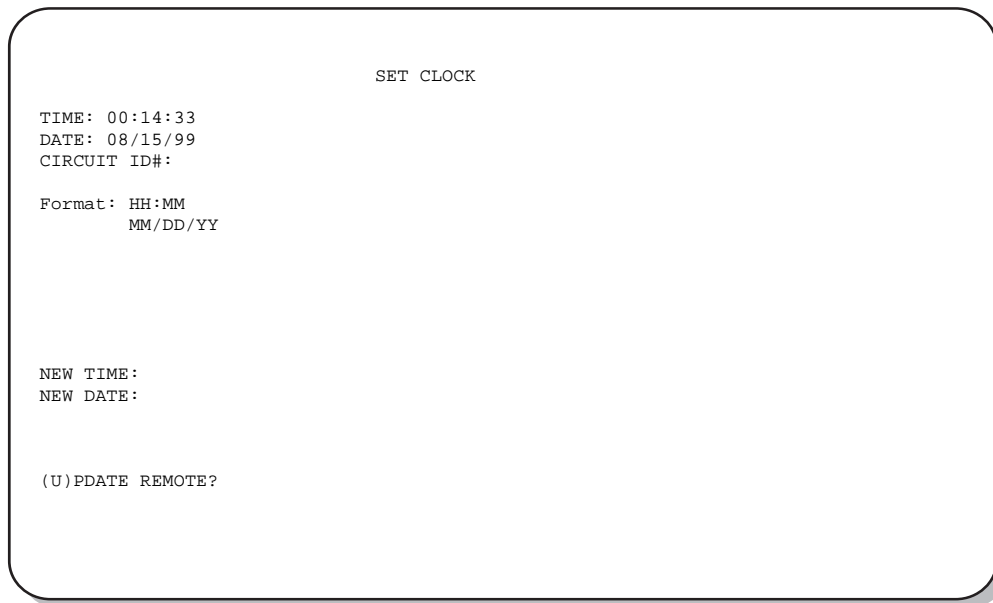 SET CLOCK
TIME: 00:14:33
DATE: 08/15/99
CIRCUIT ID#:
Format: HH:MM
MM/DD/YY
NEW TIME:
NEW DATE:
(U)PDATE REMOTE?